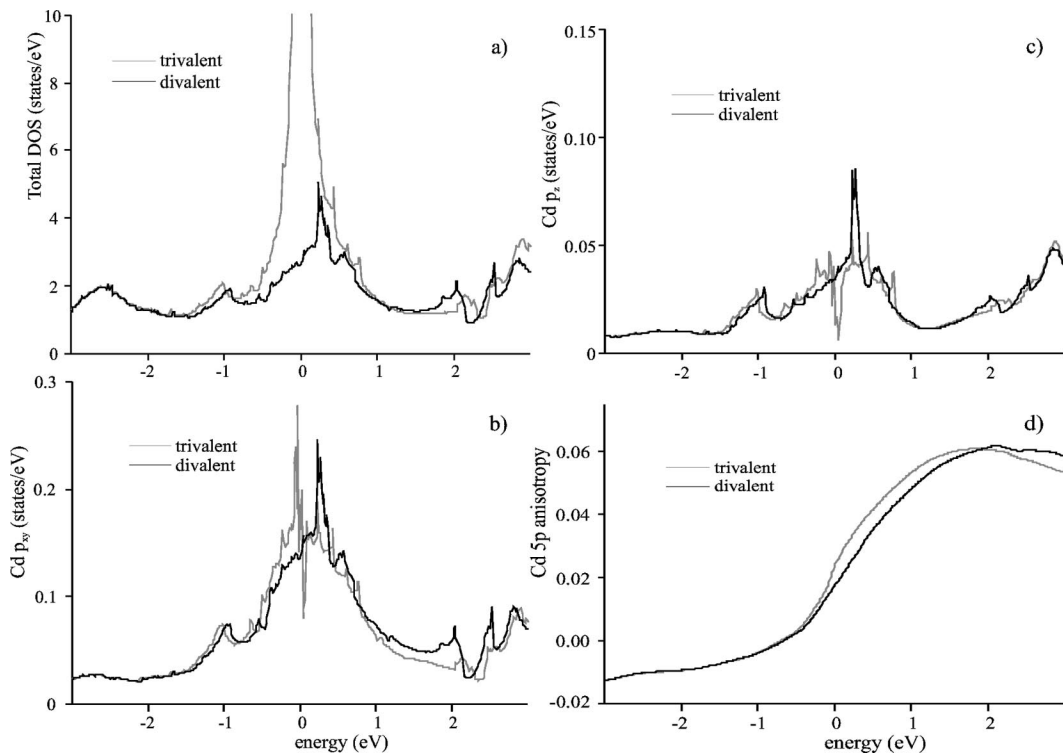 a)
trivalent
divalent
Total DOS (states/eV)
10
8
6
4
2
0
-2
-1
0
1
2
c)
trivalent
divalent
Cd p_z (states/eV)
0.15
0.10
0.05
0.00
-2
-1
0
1
2
b)
trivalent
divalent
Cd p_xy (states/eV)
0.3
0.2
0.1
0
-2
-1
0
1
2
energy (eV)
d)
trivalent
divalent
Cd 5p anisotropy
0.06
0.04
0.02
0.00
-0.02
-2
-1
0
1
2
energy (eV)